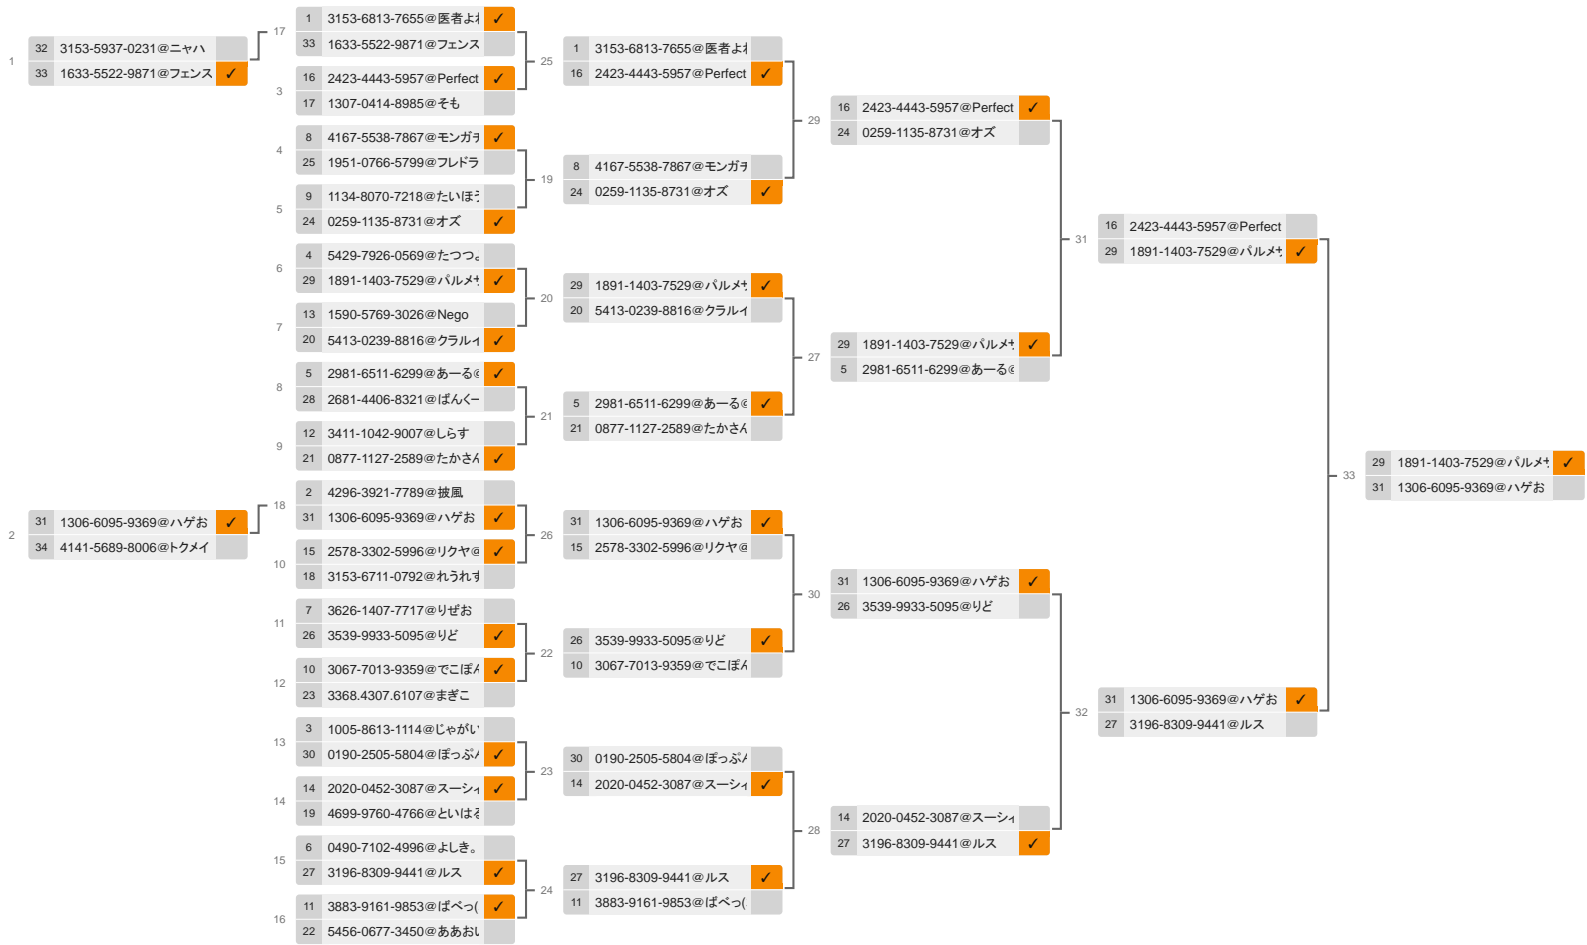 1
32 3153-5937-0231@ニャハ
33 1633-5522-9871@フェンス ✓
2
31 1306-6095-9369@ハゲお ✓
34 4141-5689-8006@トクメイ
17
1 3153-6813-7655@医者よ ✓
33 1633-5522-9871@フェンス
3
16 2423-4443-5957@Perfect ✓
17 1307-0414-8985@そも
4
8 4167-5538-7867@モンガ ✓
25 1951-0766-5799@フレドラ
5
9 1134-8070-7218@たいほ
24 0259-1135-8731@オズ ✓
6
4 5429-7926-0569@たつつ
29 1891-1403-7529@パルメ ✓
7
13 1590-5769-3026@Nego
20 5413-0239-8816@クラルイ ✓
8
5 2981-6511-6299@あーる@ ✓
28 2681-4406-8321@ぱんくー
9
12 3411-1042-9007@しらす
21 0877-1127-2589@たかさん ✓
18
2 4296-3921-7789@披風
31 1306-6095-9369@ハゲお ✓
10
15 2578-3302-5996@リクヤ@ ✓
18 3153-6711-0792@れうれす
11
7 3626-1407-7717@りぜお
26 3539-9933-5095@りど ✓
12
10 3067-7013-9359@でこぽん ✓
23 3368.4307.6107@まぎこ
13
3 1005-8613-1114@じゃがい
30 0190-2505-5804@ぽっぷん ✓
14
14 2020-0452-3087@スーシィ ✓
19 4699-9760-4766@といはる
15
6 0490-7102-4996@よしき。
27 3196-8309-9441@ルス ✓
16
11 3883-9161-9853@ぱべっ( ✓
22 5456-0677-3450@ああおい
25
1 3153-6813-7655@医者よ
16 2423-4443-5957@Perfect ✓
19
8 4167-5538-7867@モンガ
24 0259-1135-8731@オズ ✓
20
29 1891-1403-7529@パルメ ✓
20 5413-0239-8816@クラルイ
21
5 2981-6511-6299@あーる@ ✓
21 0877-1127-2589@たかさん
26
31 1306-6095-9369@ハゲお ✓
15 2578-3302-5996@リクヤ@
22
26 3539-9933-5095@りど ✓
10 3067-7013-9359@でこぽん
23
30 0190-2505-5804@ぽっぷん
14 2020-0452-3087@スーシィ ✓
24
27 3196-8309-9441@ルス ✓
11 3883-9161-9853@ぱべっ(
29
16 2423-4443-5957@Perfect ✓
24 0259-1135-8731@オズ
27
29 1891-1403-7529@パルメ ✓
5 2981-6511-6299@あーる@
30
31 1306-6095-9369@ハゲお ✓
26 3539-9933-5095@りど
28
14 2020-0452-3087@スーシィ
27 3196-8309-9441@ルス ✓
31
16 2423-4443-5957@Perfect
29 1891-1403-7529@パルメ ✓
32
31 1306-6095-9369@ハゲお ✓
27 3196-8309-9441@ルス
33
29 1891-1403-7529@パルメ ✓
31 1306-6095-9369@ハゲお